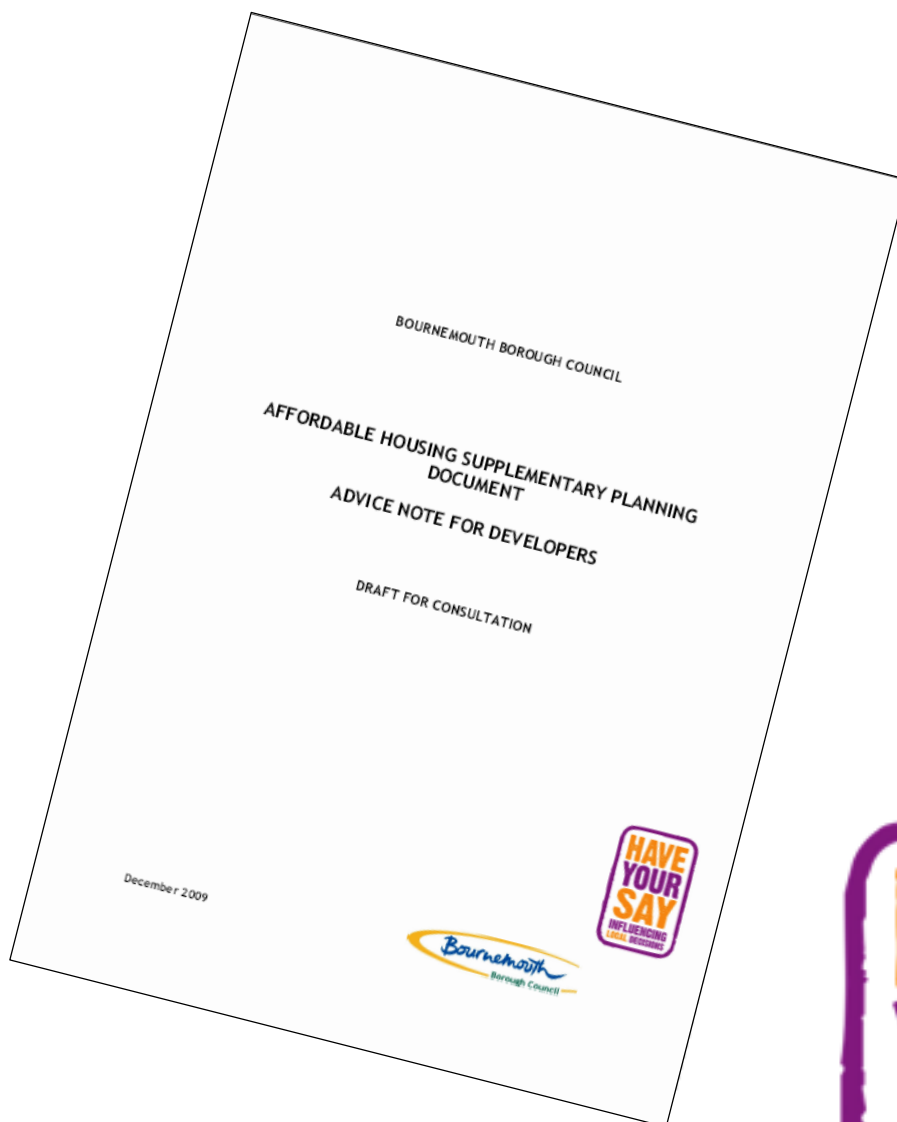 BOURNEMOUTH BOROUGH COUNCIL
AFFORDABLE HOUSING SUPPLEMENTARY PLANNING
DOCUMENT
ADVICE NOTE FOR DEVELOPERS
DRAFT FOR CONSULTATION
December 2009
HAVE
YOUR
SAY
INFLUENCING
LOCAL DECISIONS
Bournemouth
Borough Council